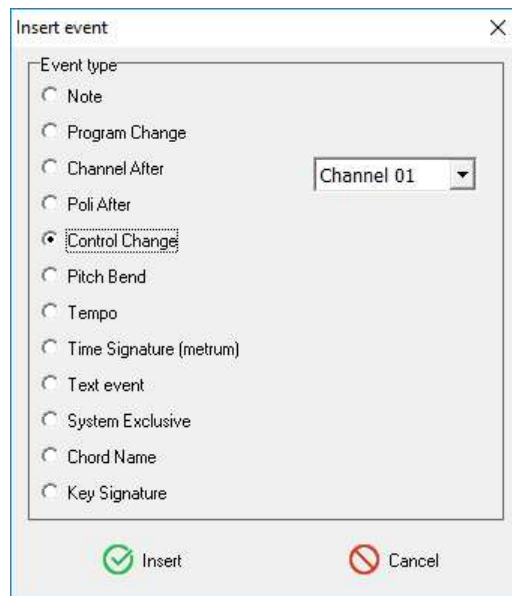 Insert event
Event type
Note
Program Change
Channel After
Channel 01
Poli After
Control Change
Pitch Bend
Tempo
Time Signature (metrum)
Text event
System Exclusive
Chord Name
Key Signature
Insert
Cancel